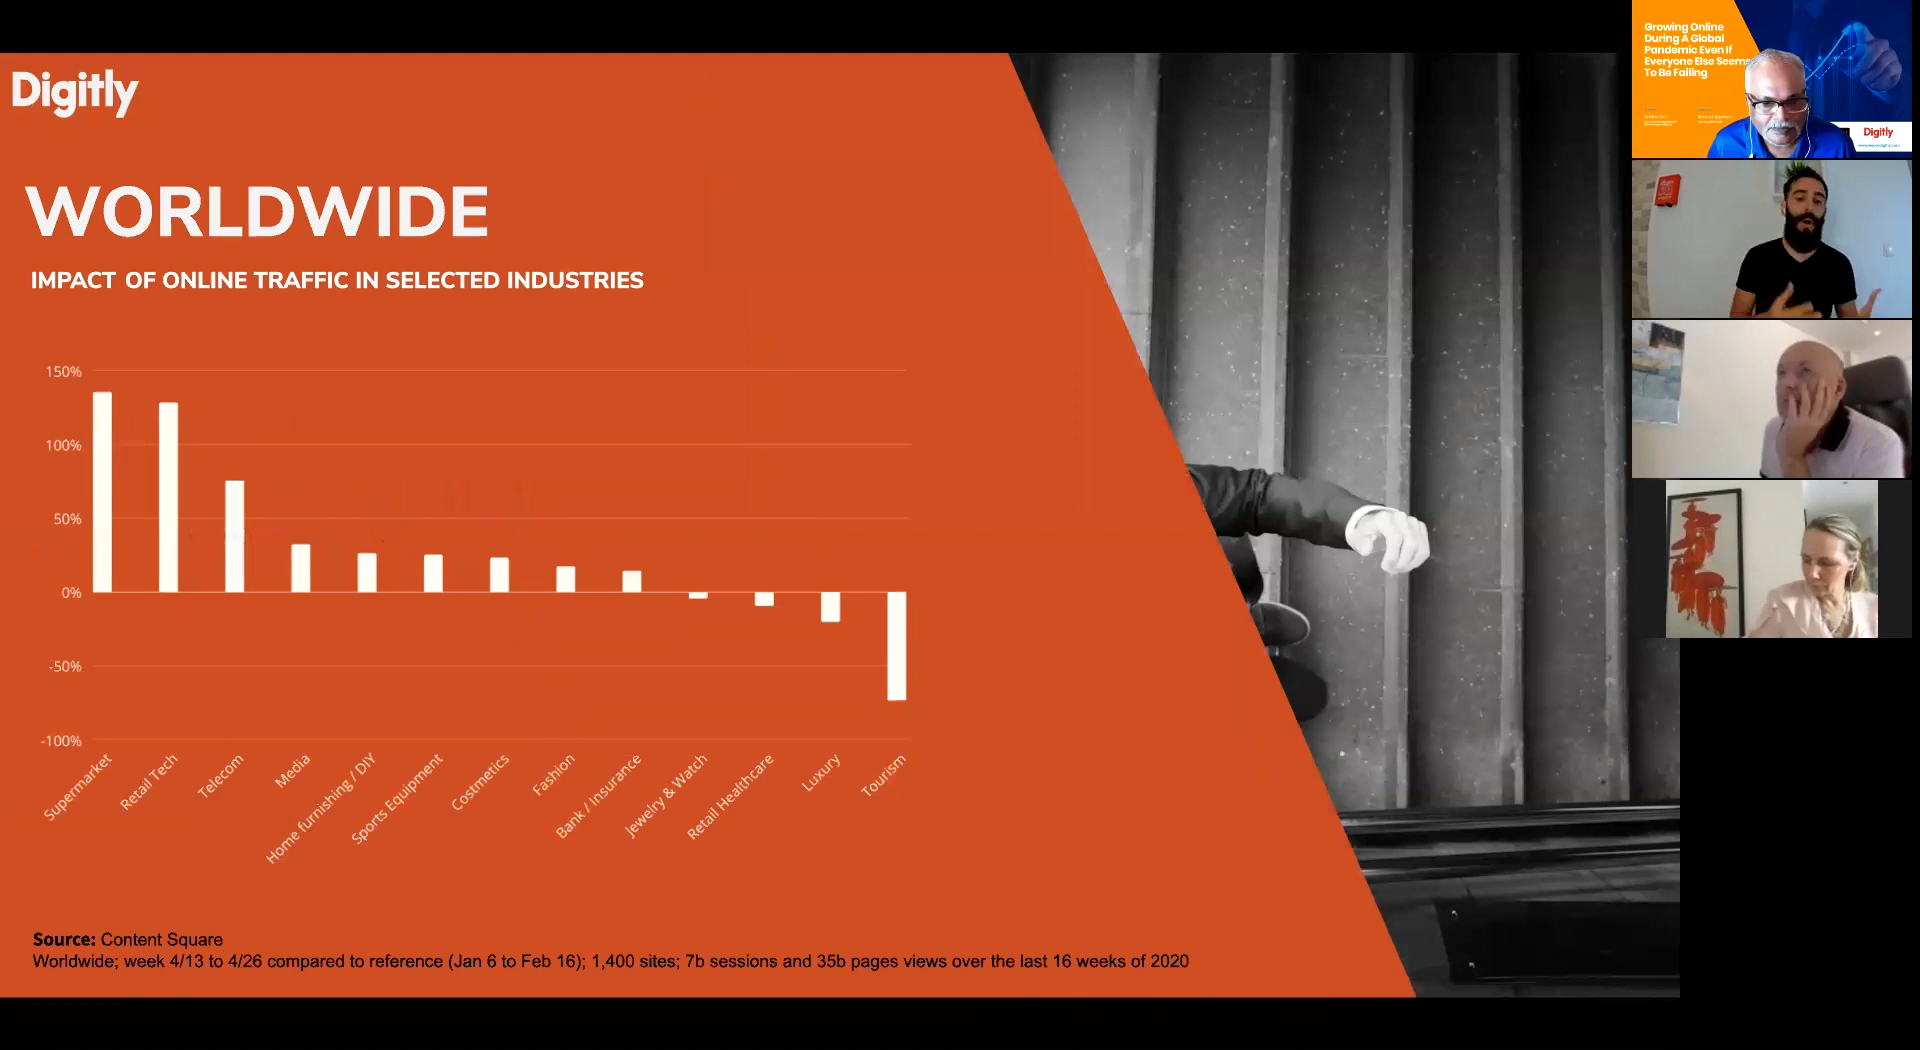 Digitly
WORLDWIDE
IMPACT OF ONLINE TRAFFIC IN SELECTED INDUSTRIES
150%
100%
50%
0%
-50%
-100%
Supermarket
Retail Tech
Telecom
Media
Home furnishing / DIY
Sports Equipment
Costmetics
Fashion
Bank / Insurance
Jewelry & Watch
Retail Healthcare
Luxury
Tourism
Source: Content Square
Worldwide; week 4/13 to 4/26 compared to reference (Jan 6 to Feb 16); 1,400 sites; 7b sessions and 35b pages views over the last 16 weeks of 2020
Growing Online
During A Global
Pandemic Even If
Everyone Else Seems
To Be Failing
Digitly